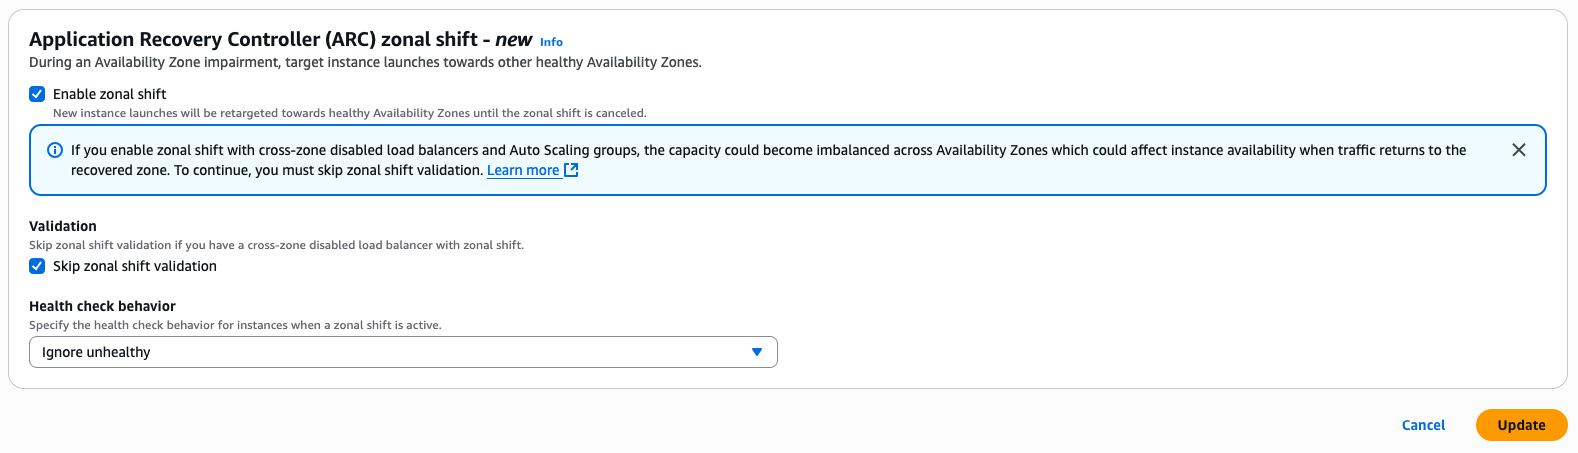 Application Recovery Controller (ARC) zonal shift - new Info
During an Availability Zone impairment, target instance launches towards other healthy Availability Zones.
Enable zonal shift
New instance launches will be retargeted towards healthy Availability Zones until the zonal shift is canceled.
If you enable zonal shift with cross-zone disabled load balancers and Auto Scaling groups, the capacity could become imbalanced across Availability Zones which could affect instance availability when traffic returns to the
recovered zone. To continue, you must skip zonal shift validation. Learn more
Validation
Skip zonal shift validation if you have a cross-zone disabled load balancer with zonal shift.
Skip zonal shift validation
Health check behavior
Specify the health check behavior for instances when a zonal shift is active.
Ignore unhealthy
Cancel Update